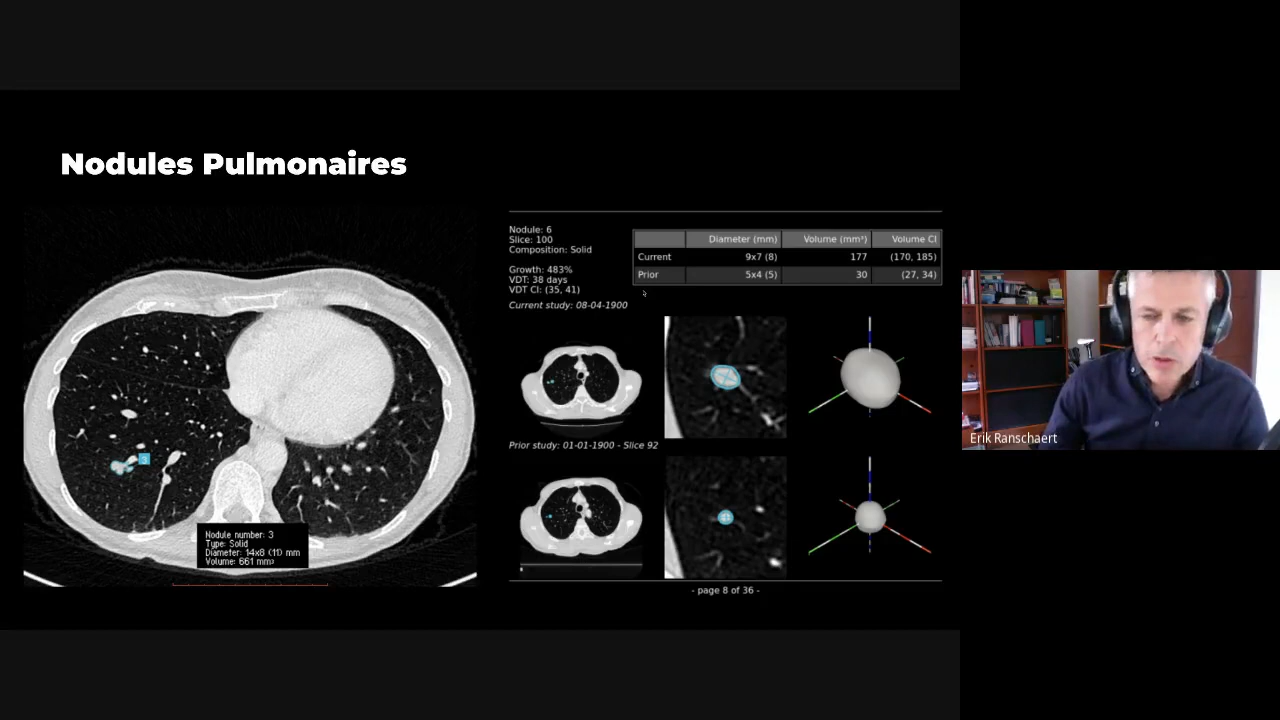 Nodules Pulmonaires
3
Nodule number: 3
Type: Solid
Diameter: 14x8 (11) mm
Volume: 661 mm³
Nodule: 6
Slice: 100
Composition: Solid
Growth: 483%
VDT: 38 days
VDT CI: (35, 41)
Diameter (mm) Volume (mm³) Volume CI
Current 9x7 (8) 177 (170, 185)
Prior 5x4 (5) 30 (27, 34)
Current study: 08-04-1900
Prior study: 01-01-1900 - Slice 92
- page 8 of 36 -
Erik Ranschaert